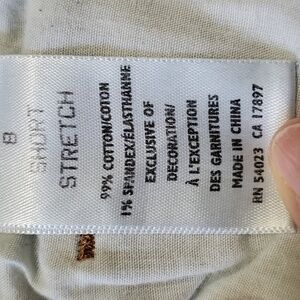 8
SHORT
STRETCH
99% COTTON/COTON
1% SPANDEX/ÉLASTHANNE
EXCLUSIVE OF
DECORATION/
À L'EXCEPTION
DES GARNITURES
MADE IN CHINA
RN 54023 CA 17897